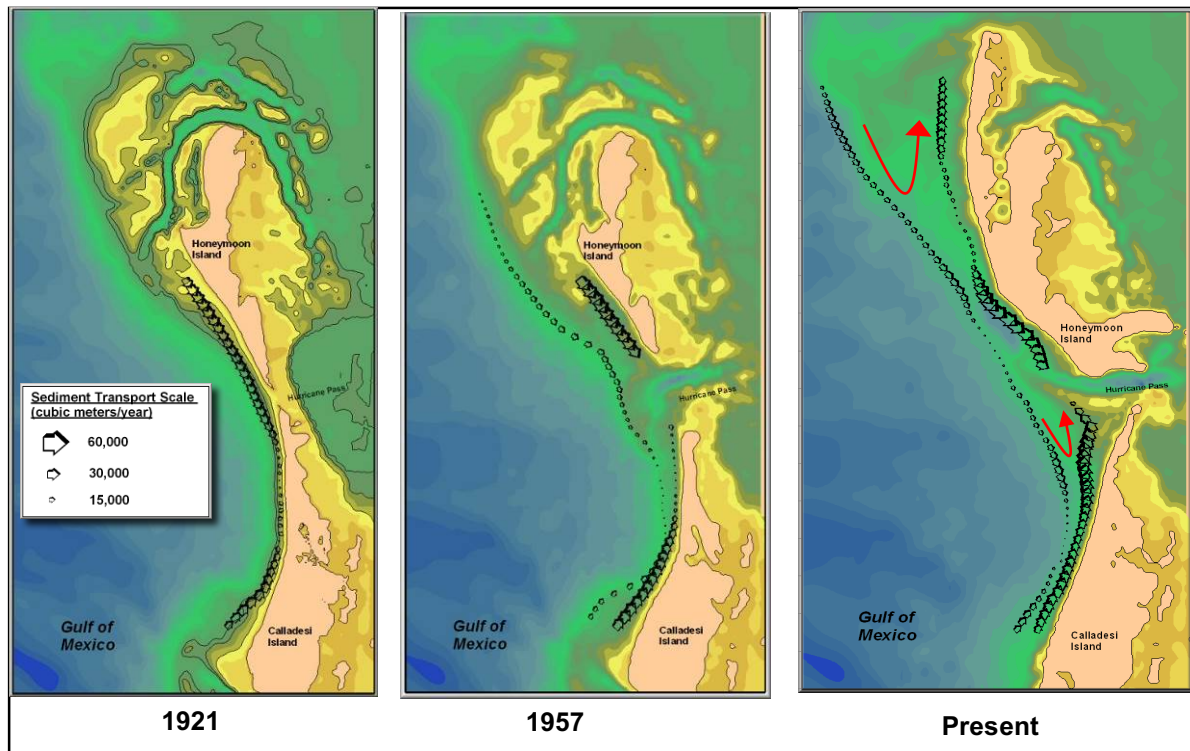 Honeymoon
Island
Hurricane Pass
Sediment Transport Scale
(cubic meters/year)
60,000
30,000
15,000
Gulf of
Mexico
Calladesi
Island
1921
Honeymoon
Island
Hurricane Pass
Gulf of
Mexico
Calladesi
Island
1957
Honeymoon
Island
Hurricane Pass
Gulf of
Mexico
Calladesi
Island
Present